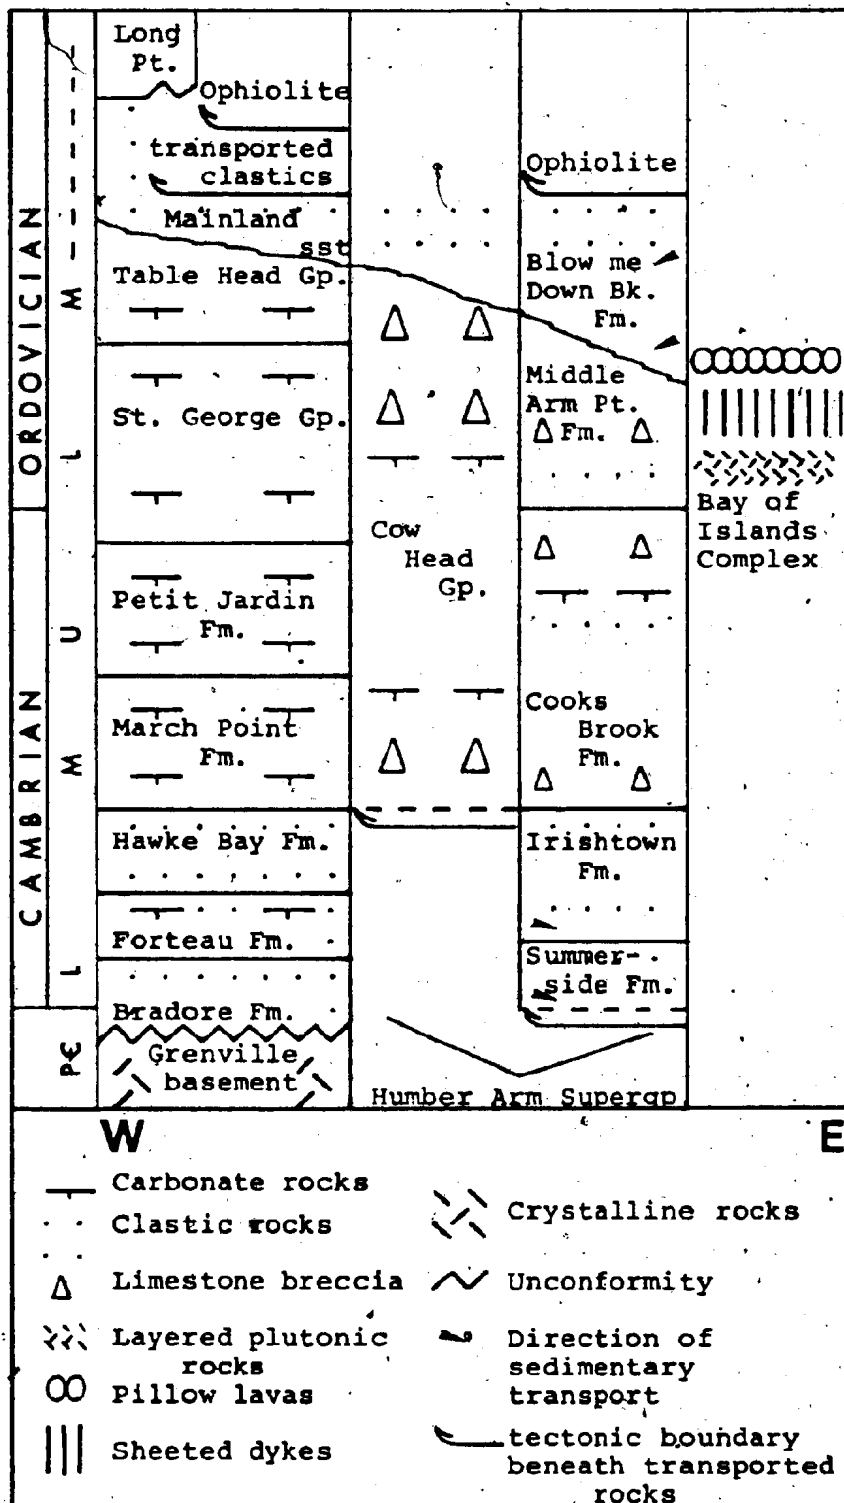 Long
Pt.
Ophiolite
transported
clastics
Mainland
sst
Table Head Gp.
St. George Gp.
Petit Jardin
Fm.
March Point
Fm.
Hawke Bay Fm.
Forteau Fm.
Bradore Fm.
Grenville
basement
Cow
Head
Gp.
Humber Arm Supergp
Ophiolite
Blow me
Down Bk.
Fm.
Middle
Arm Pt.
Fm.
Cooks
Brook
Fm.
Irishtown
Fm.
Summer-
side Fm.
Bay of
Islands
Complex
ORDOVICIAN
CAMBRIAN
M
L
U
M
L
P€
W
E
Carbonate rocks
Clastic rocks
Limestone breccia
Layered plutonic
rocks
Pillow lavas
Sheeted dykes
Crystalline rocks
Unconformity
Direction of
sedimentary
transport
tectonic boundary
beneath transported
rocks